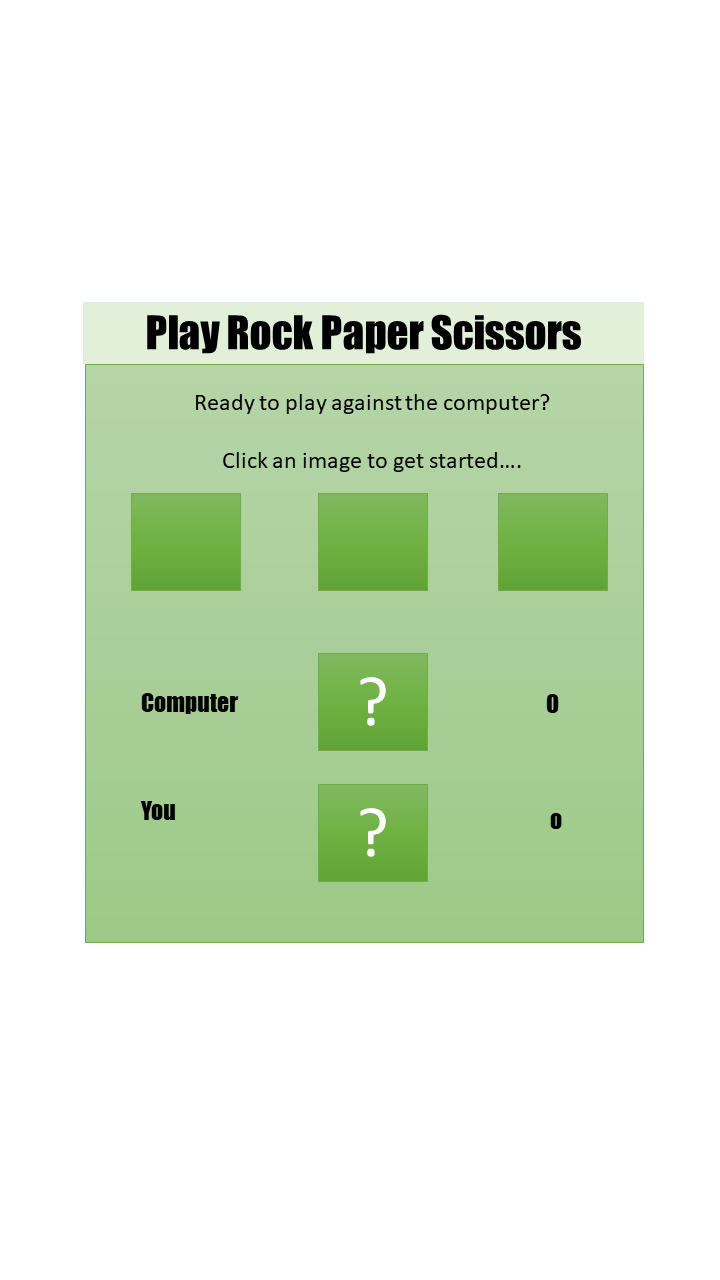 Play Rock Paper Scissors
Ready to play against the computer?
Click an image to get started….
?
Computer
0
?
You
0